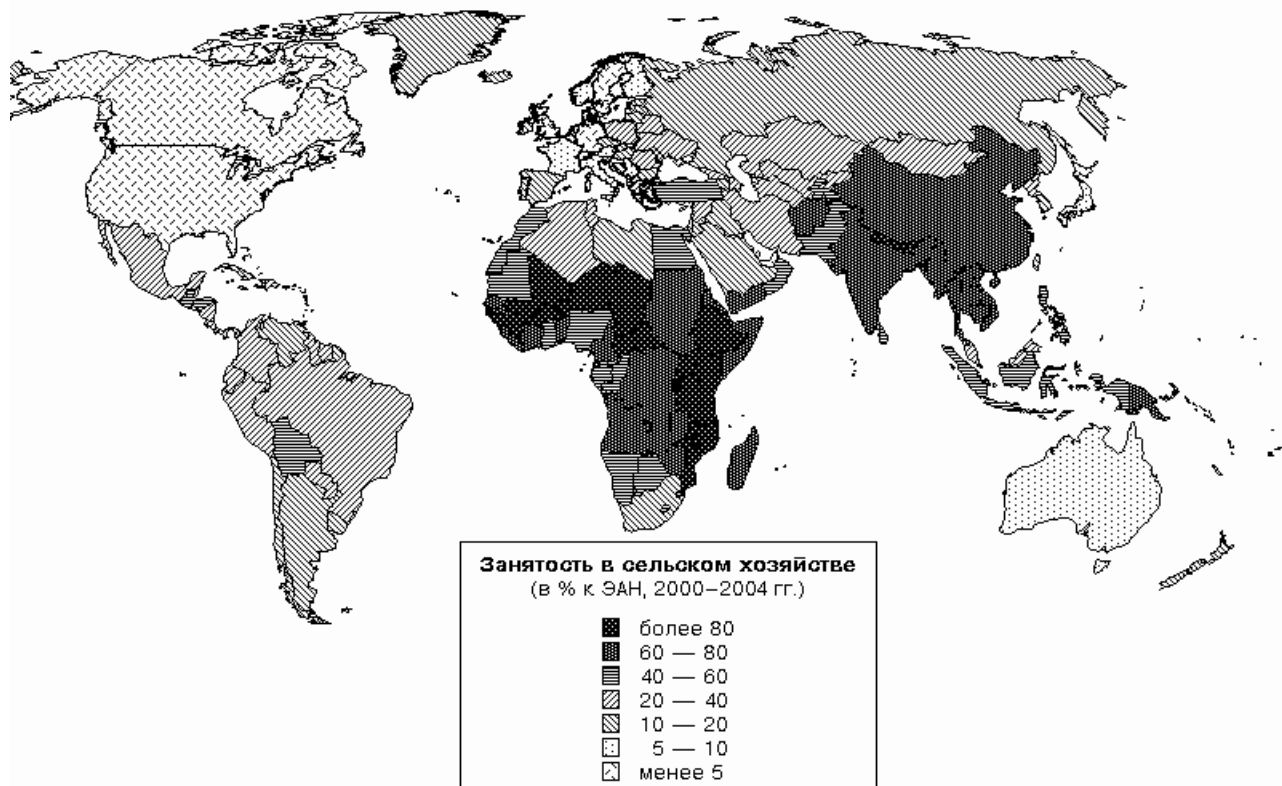 Занятость в сельском хозяйстве
(в % к ЭАН, 2000–2004 гг.)
более 80
60 — 80
40 — 60
20 — 40
10 — 20
5 — 10
менее 5